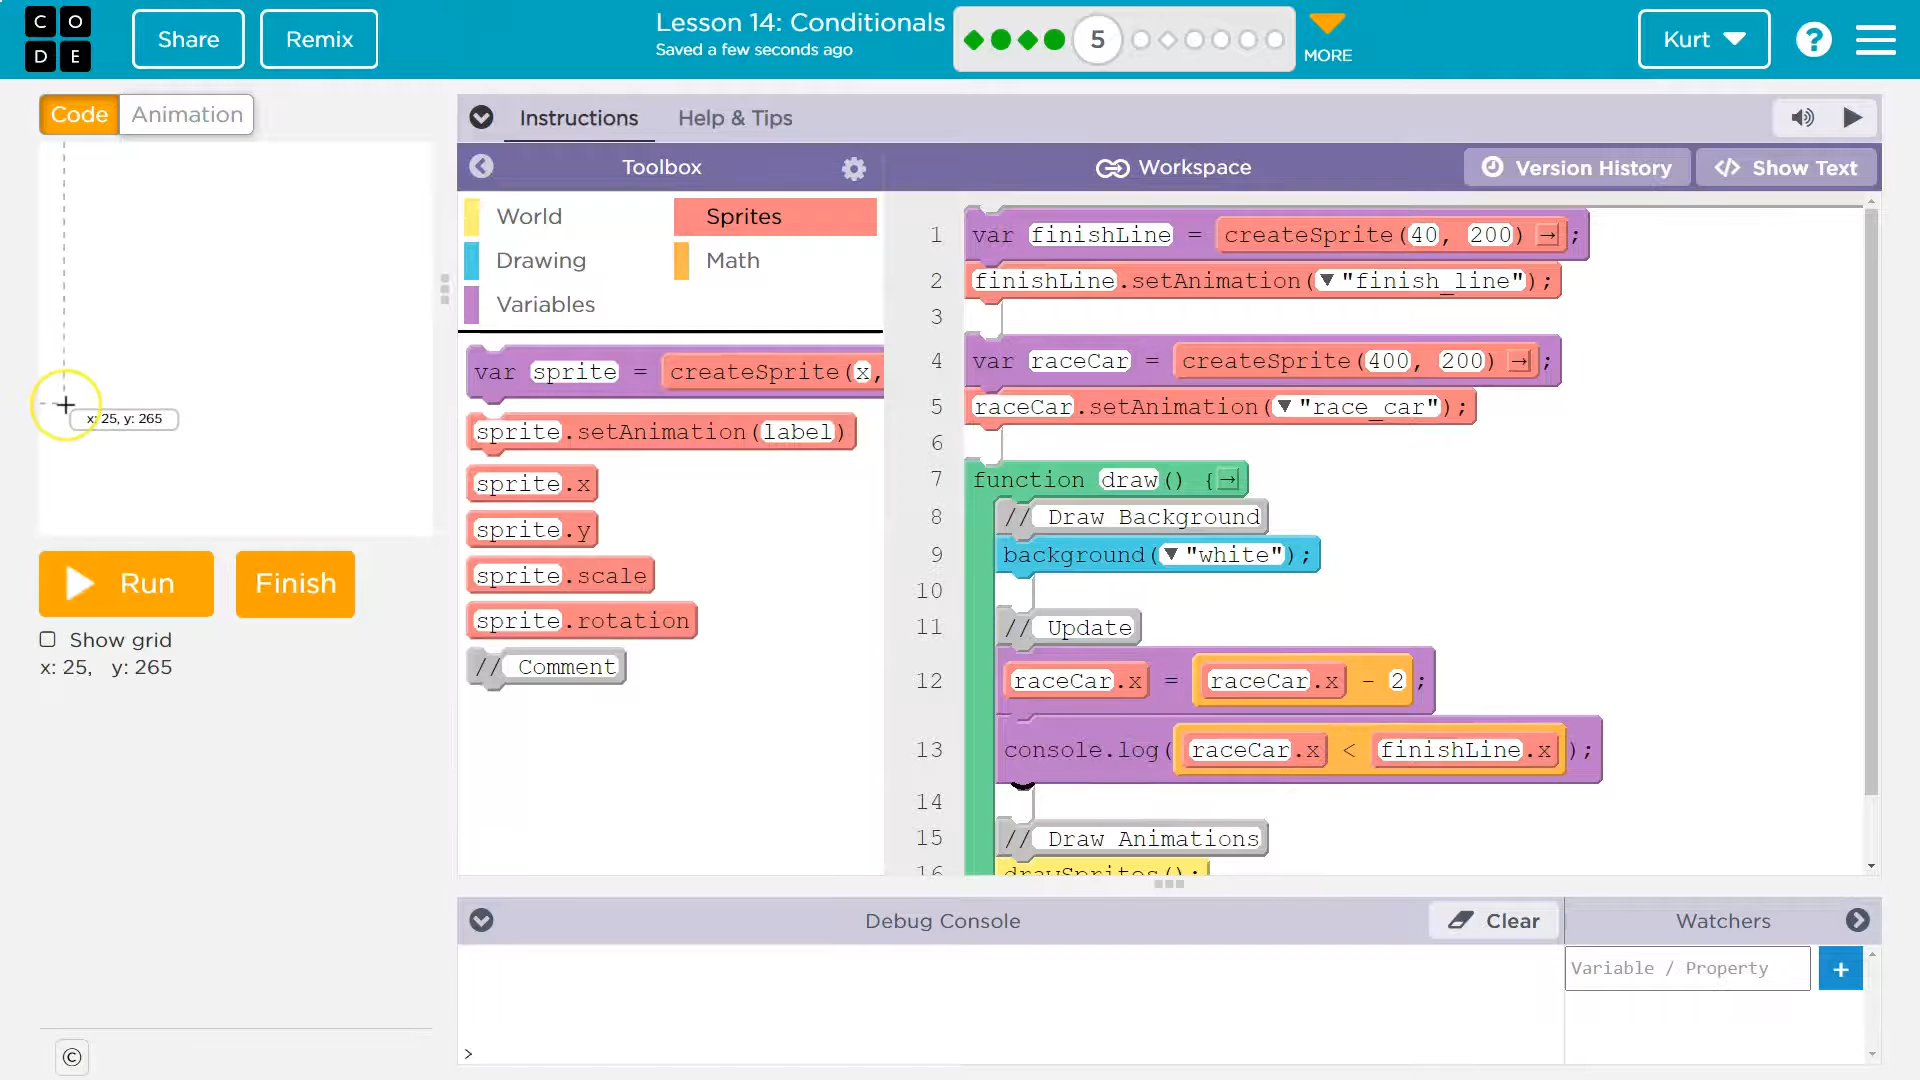 C O
D E
Share
Remix
Lesson 14: Conditionals
Saved a few seconds ago
5
MORE
Kurt
?
Code
Animation
x: 25, y: 265
Run
Finish
Show grid
x: 25, y: 265
©
Instructions
Help & Tips
Toolbox
Workspace
Version History
</> Show Text
World
Sprites
Drawing
Math
Variables
var sprite = createSprite(x,
sprite.setAnimation(label)
sprite.x
sprite.y
sprite.scale
sprite.rotation
// Comment
1 var finishLine = createSprite(40, 200) → ;
2 finishLine.setAnimation( ▼ "finish_line");
3
4 var raceCar = createSprite(400, 200) → ;
5 raceCar.setAnimation( ▼ "race_car");
6
7 function draw() { →
8 // Draw Background
9 background( ▼ "white");
10
11 // Update
12 raceCar.x = raceCar.x - 2 ;
13 console.log( raceCar.x < finishLine.x );
14
15 // Draw Animations
16 drawSprites();
Debug Console
Clear
Watchers
Variable / Property
+
>